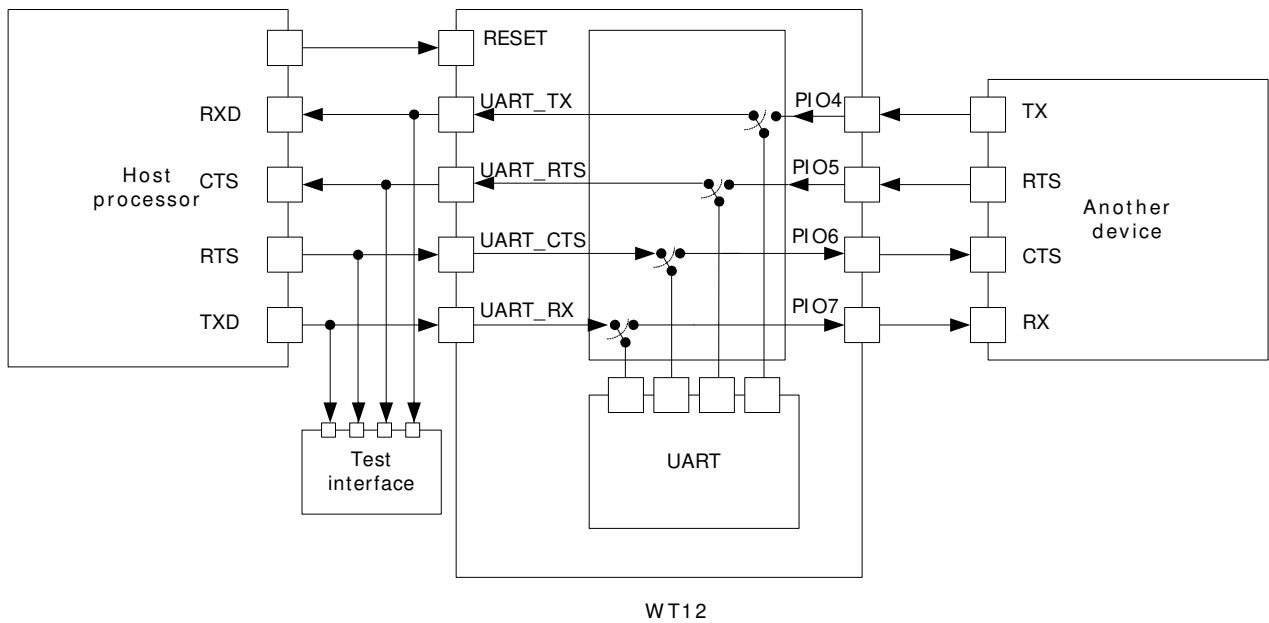 RESET
RXD
UART_TX
PIO4
TX
Host
processor
CTS
UART_RTS
PIO5
RTS
Another
device
RTS
UART_CTS
PIO6
CTS
TXD
UART_RX
PIO7
RX
Test
interface
UART
WT12